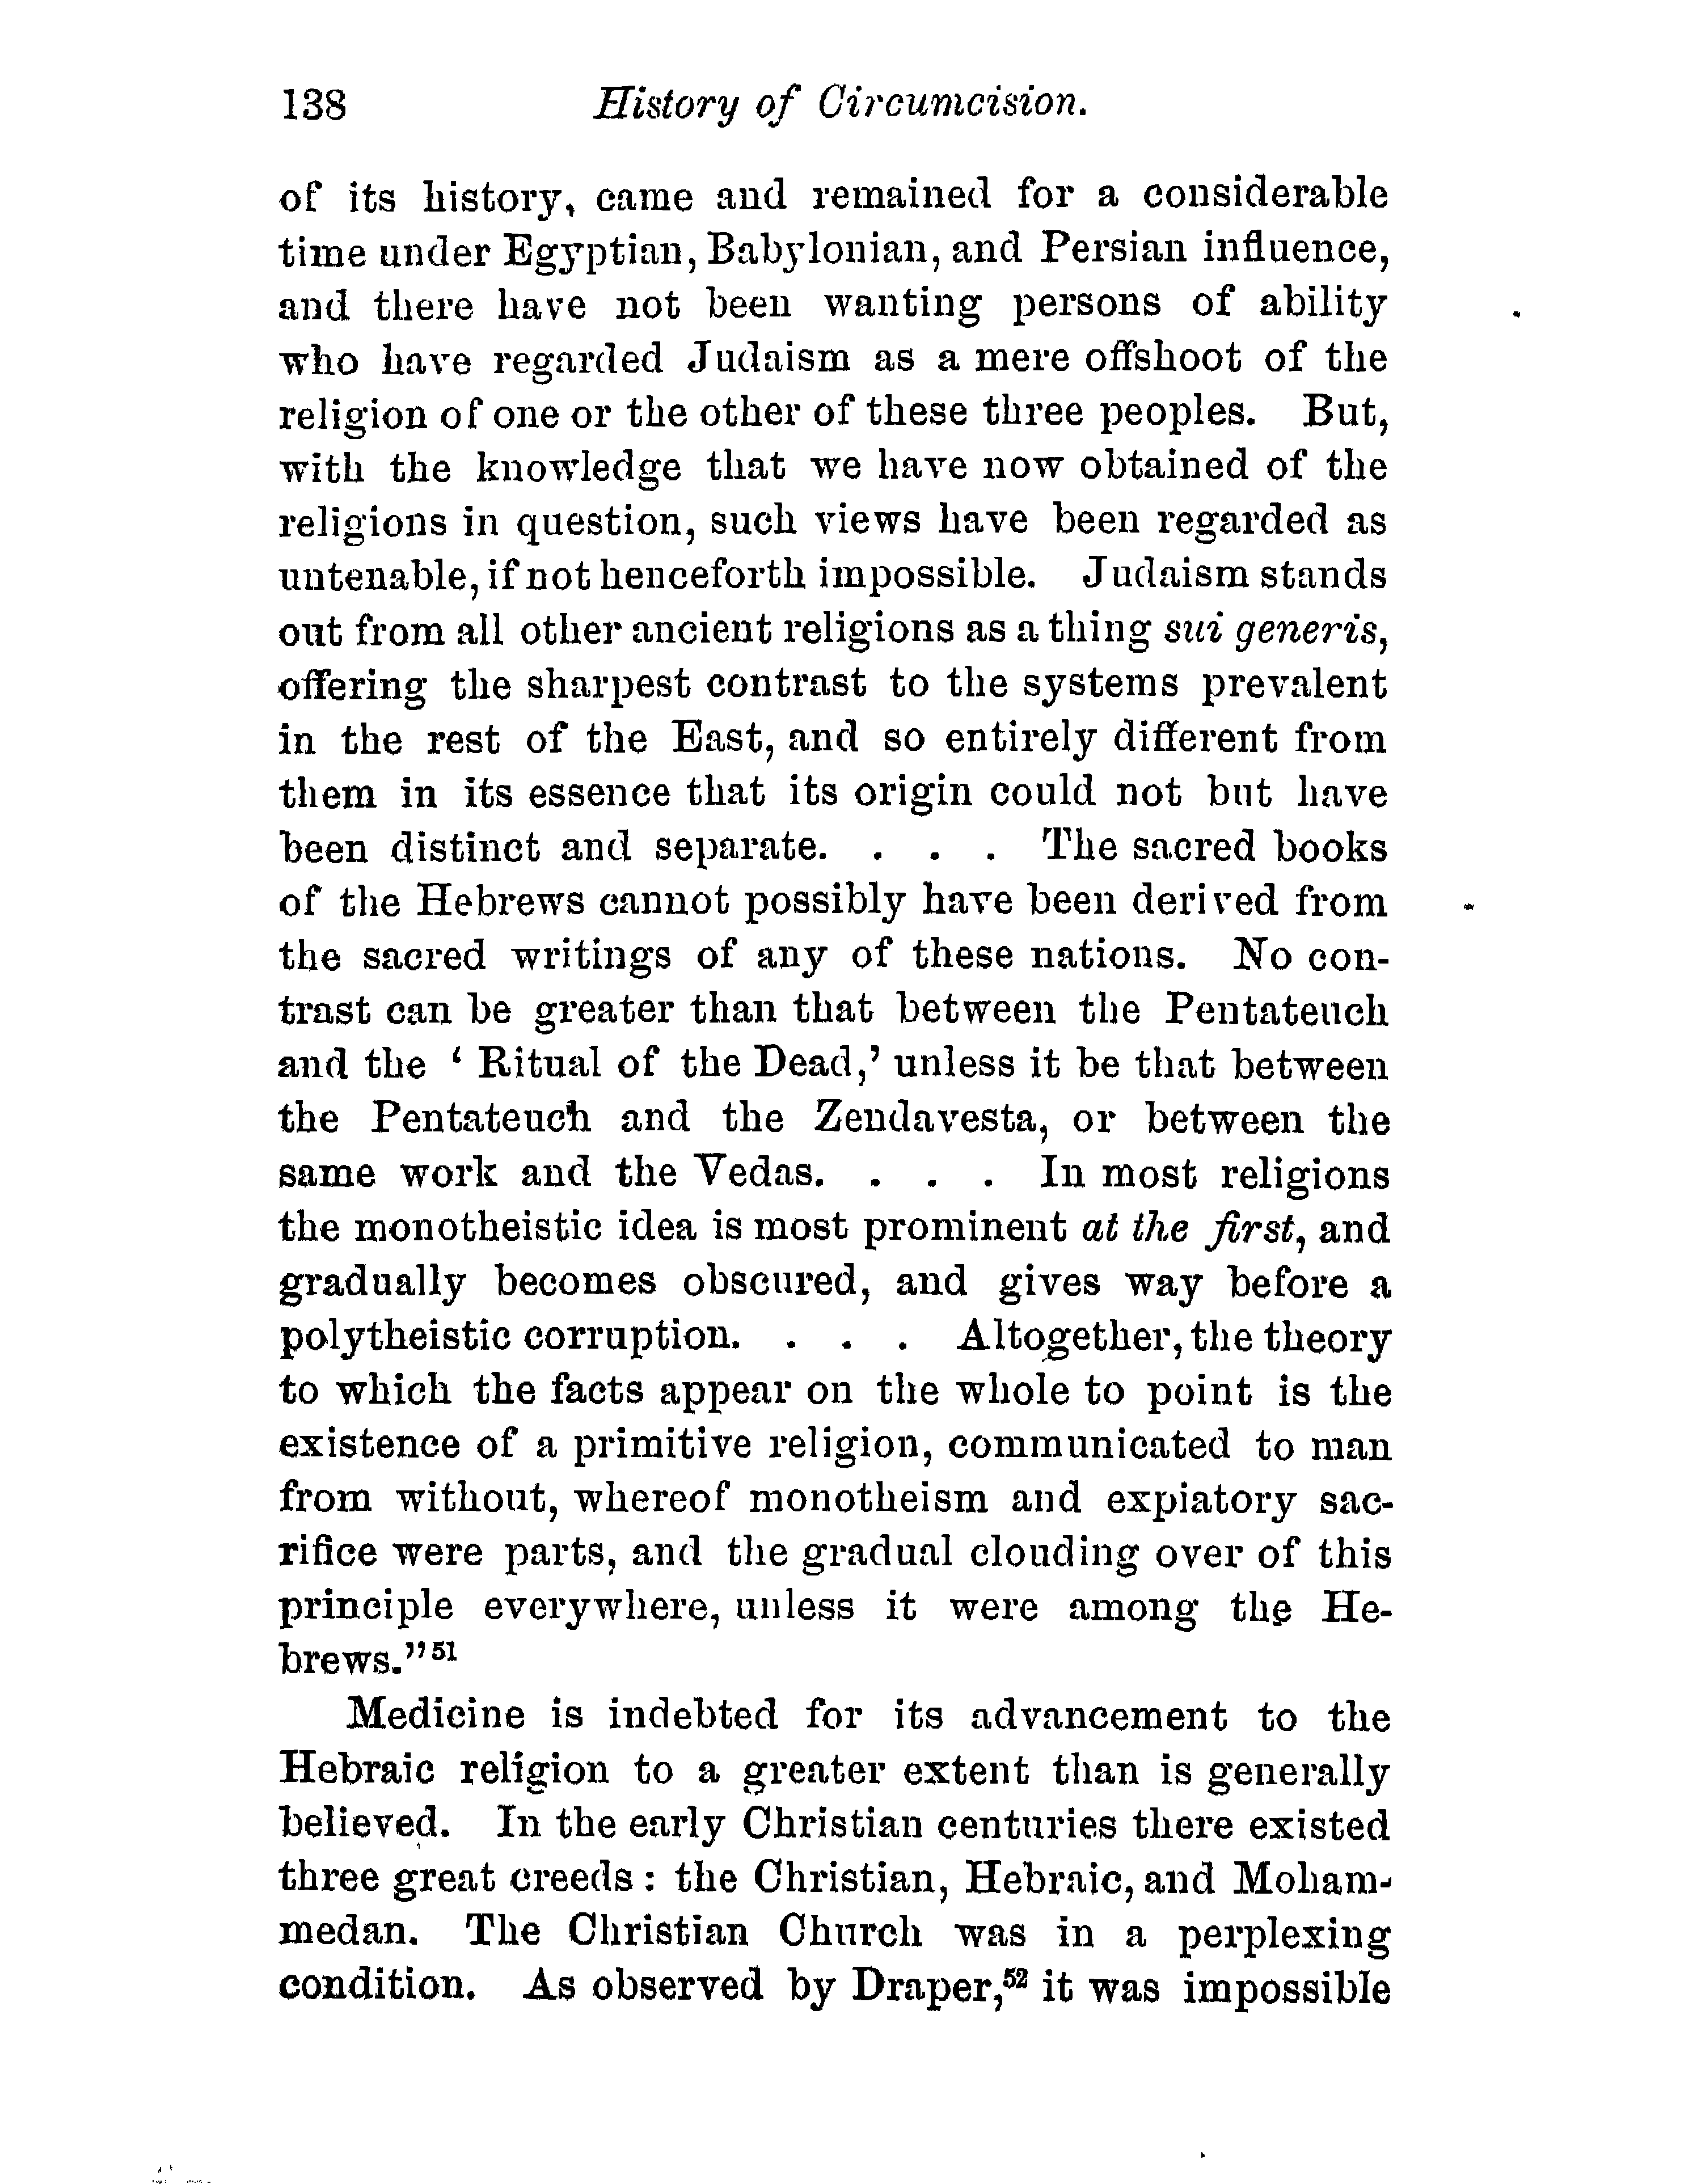 138 History of Circumcision.
of its history, came and remained for a considerable
time under Egyptian, Babylonian, and Persian influence,
and there have not been wanting persons of ability
who have regarded Judaism as a mere offshoot of the
religion of one or the other of these three peoples. But,
with the knowledge that we have now obtained of the
religions in question, such views have been regarded as
untenable, if not henceforth impossible. Judaism stands
out from all other ancient religions as a thing sui generis,
offering the sharpest contrast to the systems prevalent
in the rest of the East, and so entirely different from
them in its essence that its origin could not but have
been distinct and separate. . . . The sacred books
of the Hebrews cannot possibly have been derived from
the sacred writings of any of these nations. No con-
trast can be greater than that between the Pentateuch
and the ‘ Ritual of the Dead,’ unless it be that between
the Pentateuch and the Zendavesta, or between the
same work and the Vedas. . . . In most religions
the monotheistic idea is most prominent at the first, and
gradually becomes obscured, and gives way before a
polytheistic corruption. . . . Altogether, the theory
to which the facts appear on the whole to point is the
existence of a primitive religion, communicated to man
from without, whereof monotheism and expiatory sac-
rifice were parts, and the gradual clouding over of this
principle everywhere, unless it were among the He-
brews.”51
Medicine is indebted for its advancement to the
Hebraic religion to a greater extent than is generally
believed. In the early Christian centuries there existed
three great creeds : the Christian, Hebraic, and Moham-
medan. The Christian Church was in a perplexing
condition. As observed by Draper,52 it was impossible